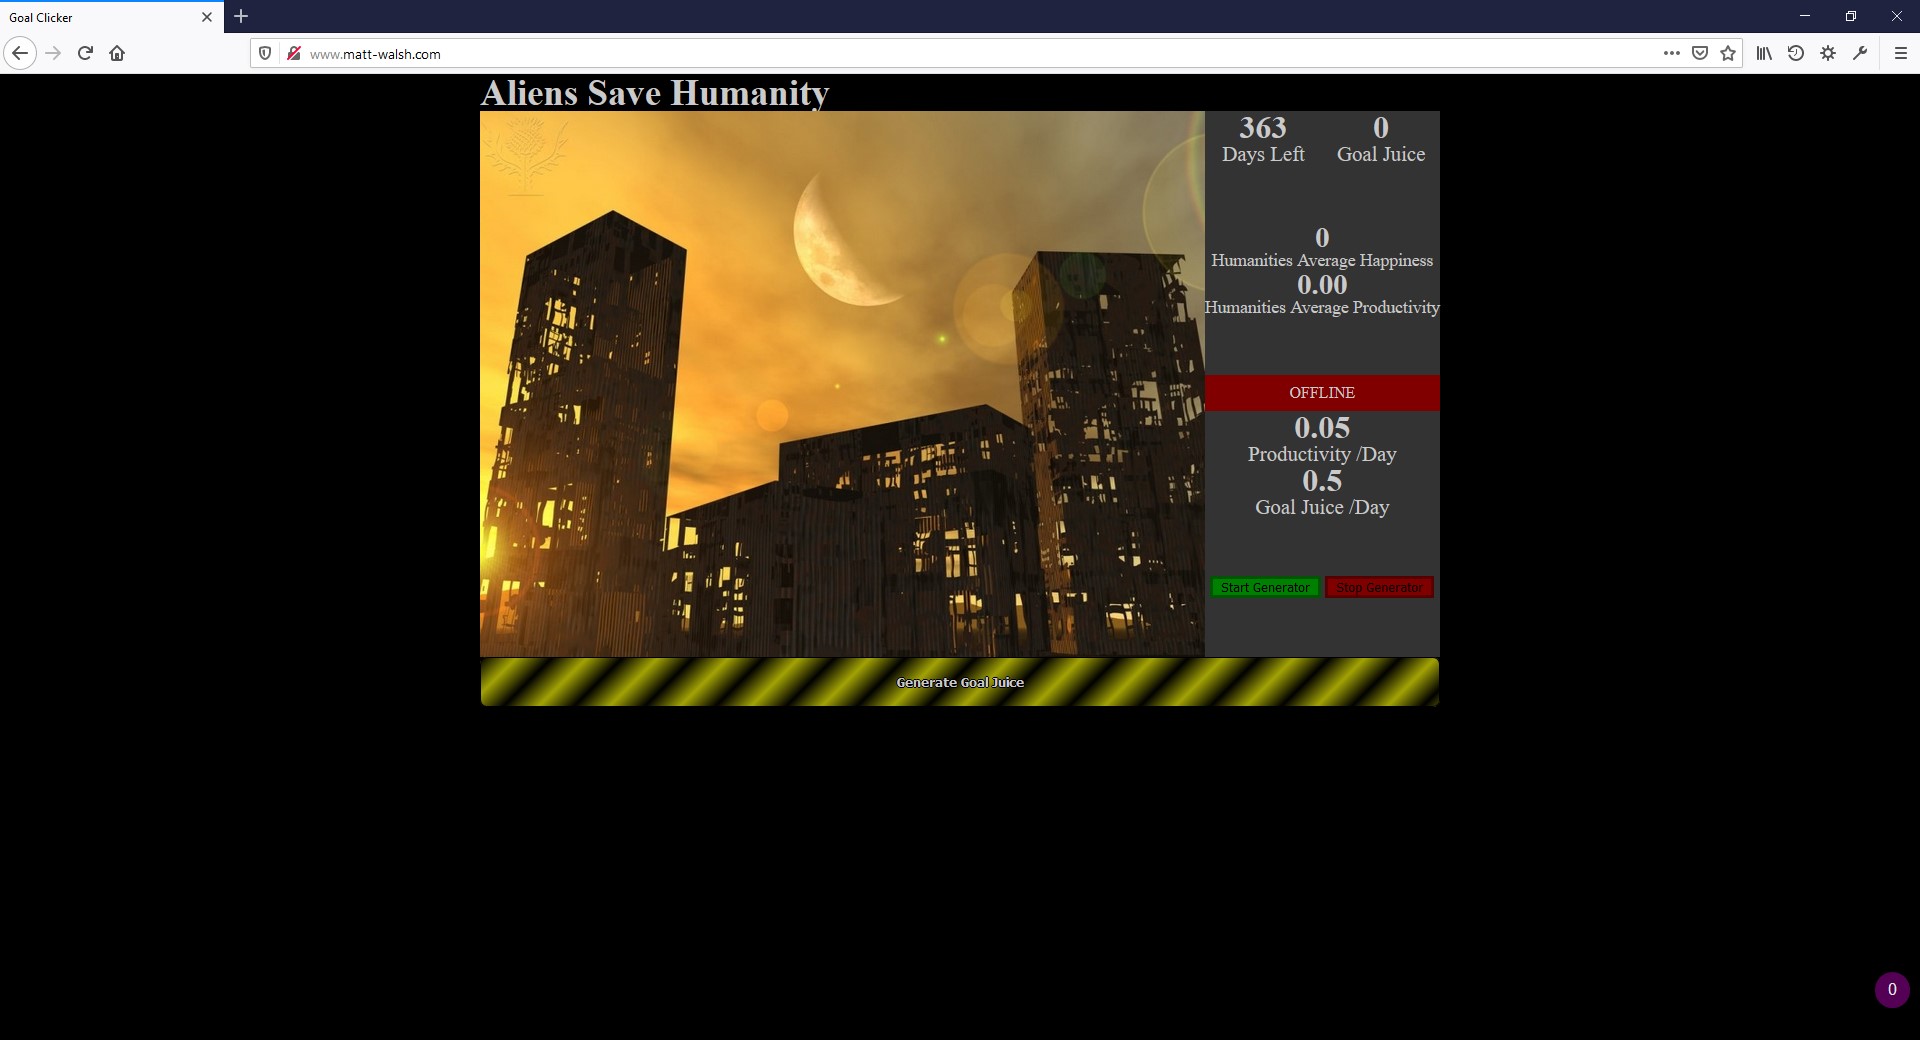 Goal Clicker
www.matt-walsh.com
Aliens Save Humanity
363
Days Left
0
Goal Juice
0
Humanities Average Happiness
0.00
Humanities Average Productivity
OFFLINE
0.05
Productivity /Day
0.5
Goal Juice /Day
Start Generator
Stop Generator
Generate Goal Juice
0